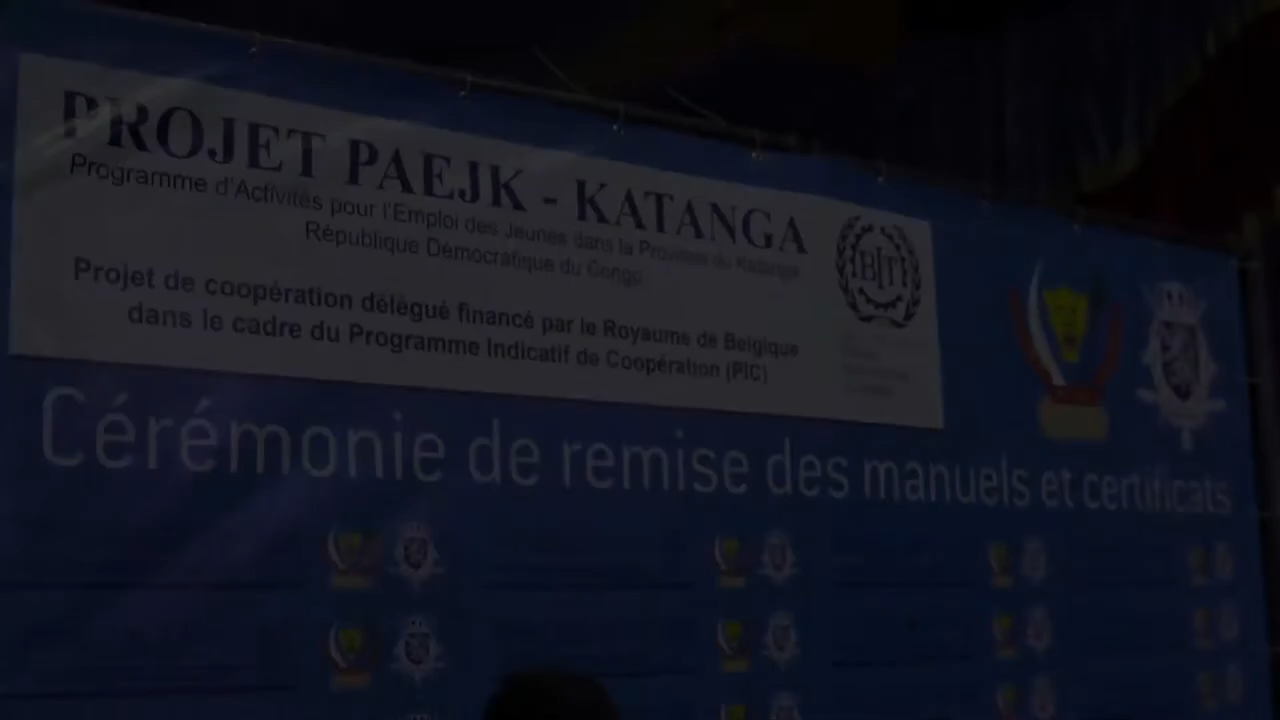 PROJET PAEJK - KATANGA
Programme d'Activités pour l'Emploi des Jeunes dans la Province du Katanga
République Démocratique du Congo
Projet de coopération délégué financé par le Royaume de Belgique
dans le cadre du Programme Indicatif de Coopération (PIC)
BIT
Cérémonie de remise des manuels et certificats